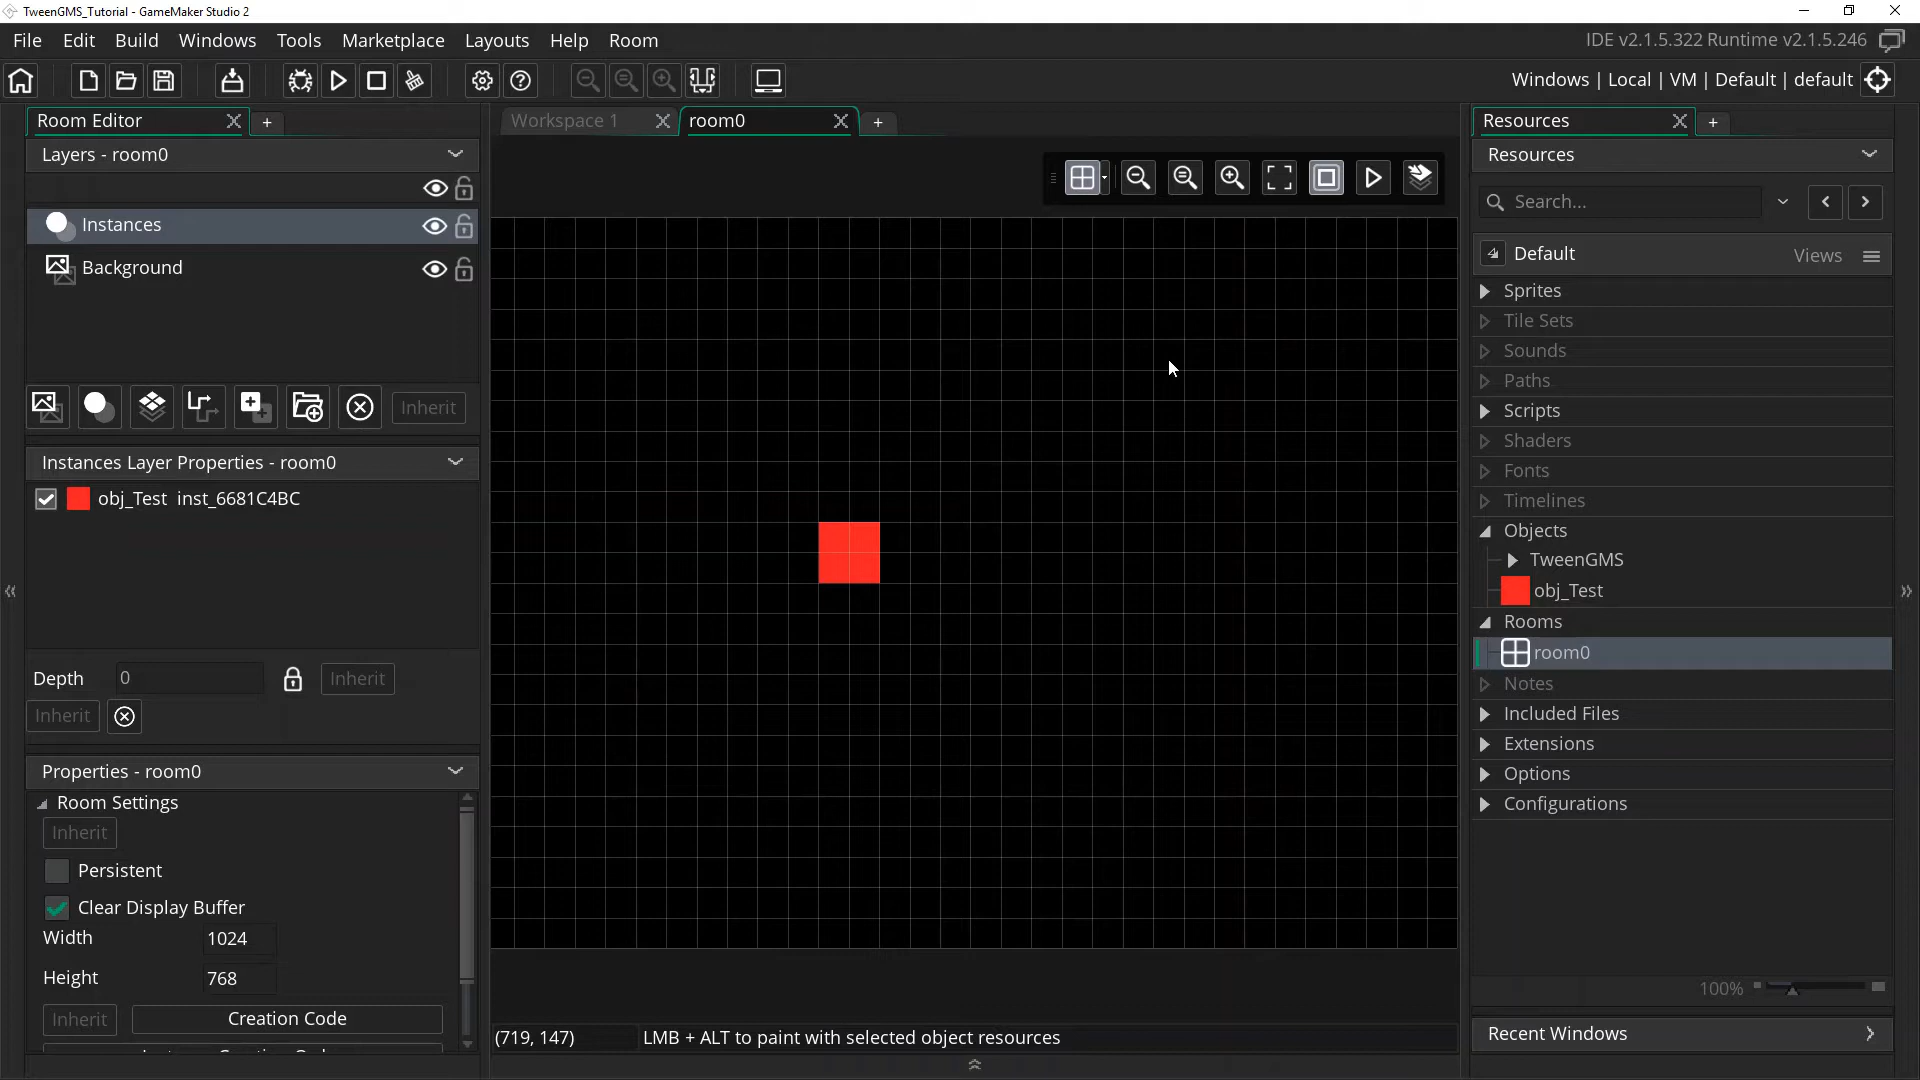 TweenGMS_Tutorial - GameMaker Studio 2
File Edit Build Windows Tools Marketplace Layouts Help Room
IDE v2.1.5.322 Runtime v2.1.5.246
Windows | Local | VM | Default | default
Room Editor
Layers - room0
Instances
Background
Inherit
Instances Layer Properties - room0
obj_Test inst_6681C4BC
Depth 0 Inherit
Inherit
Properties - room0
Room Settings
Inherit
Persistent
Clear Display Buffer
Width 1024
Height 768
Inherit Creation Code
Workspace 1
room0
(719, 147) LMB + ALT to paint with selected object resources
Resources
Resources
Search...
Default Views
Sprites
Tile Sets
Sounds
Paths
Scripts
Shaders
Fonts
Timelines
Objects
TweenGMS
obj_Test
Rooms
room0
Notes
Included Files
Extensions
Options
Configurations
100%
Recent Windows